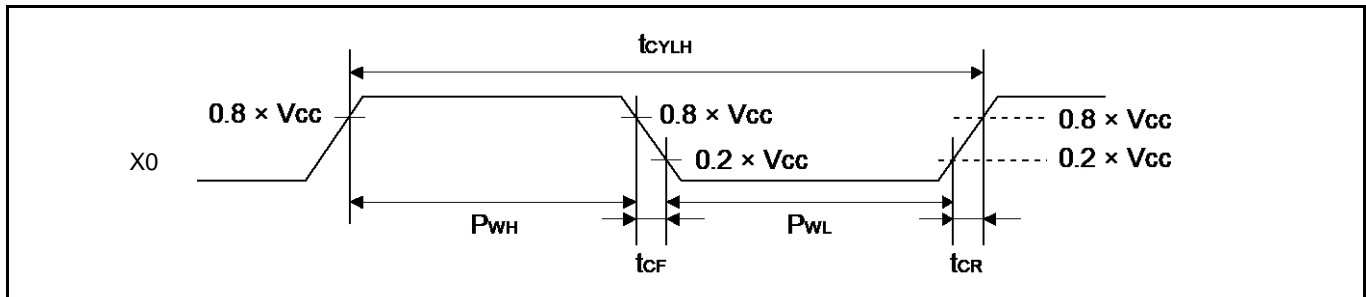 tCYLH
0.8 × Vcc
0.8 × Vcc
0.8 × Vcc
X0
0.2 × Vcc
0.2 × Vcc
PWH
PWL
tCF
tCR